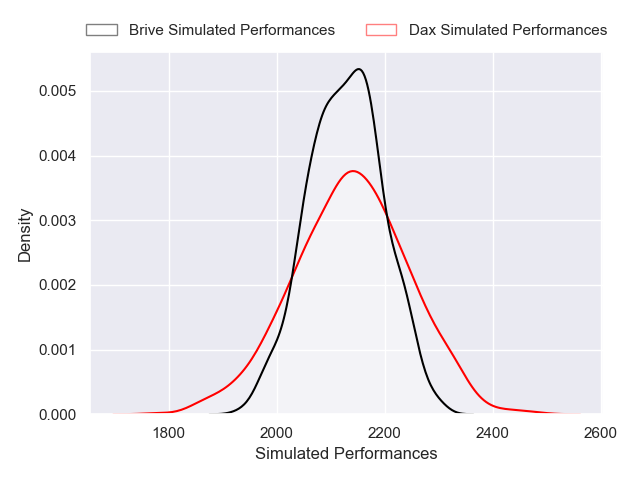 Brive Simulated Performances Dax Simulated Performances
0.005
0.004
0.003
0.002
0.001
0.000
Density
1800 2000 2200 2400 2600
Simulated Performances